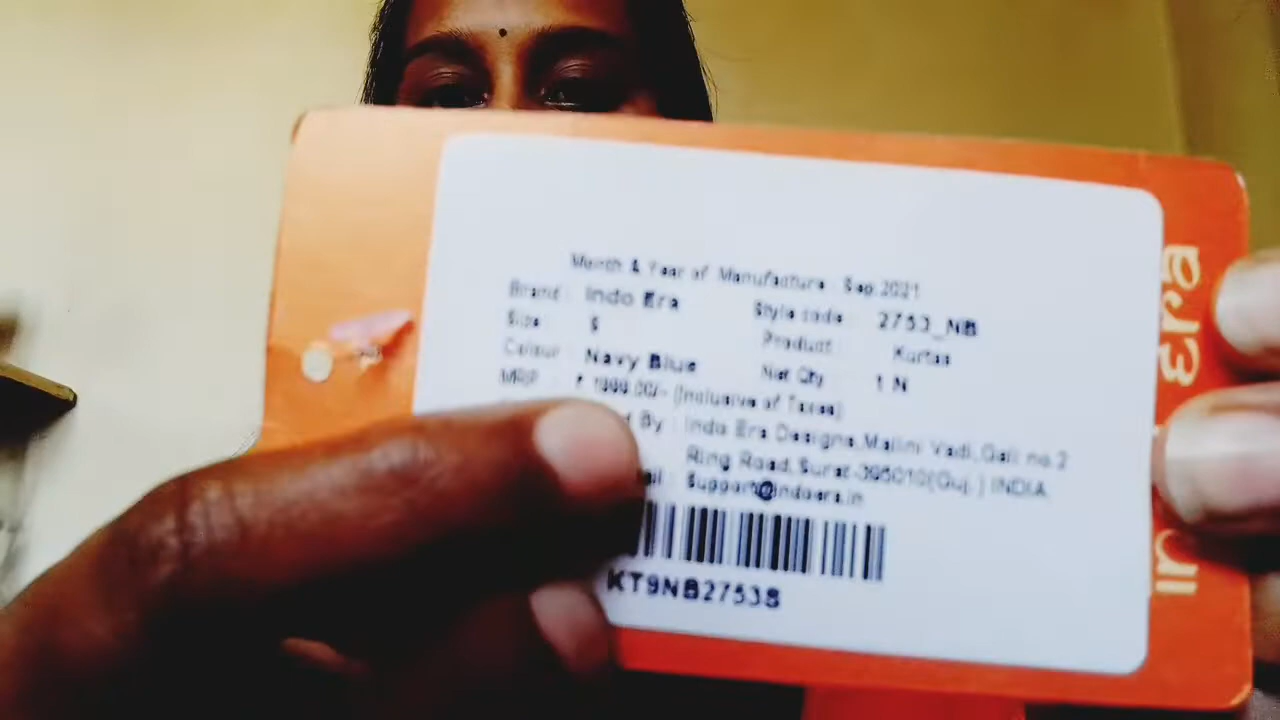 Month & Year of Manufacture : Sep.2021
Brand : Indo Era Style code : 2753_NB
Size : S Product : Kurtas
Colour : Navy Blue Net Qty : 1 N
MRP : ₹ 1999.00/- (Inclusive of Taxes)
By : Indo Era Designs,Malini Vadi,Gali no.2
Ring Road,Surat-395010(Guj.) INDIA.
Support@indoera.in
KT9NB2753S
Era